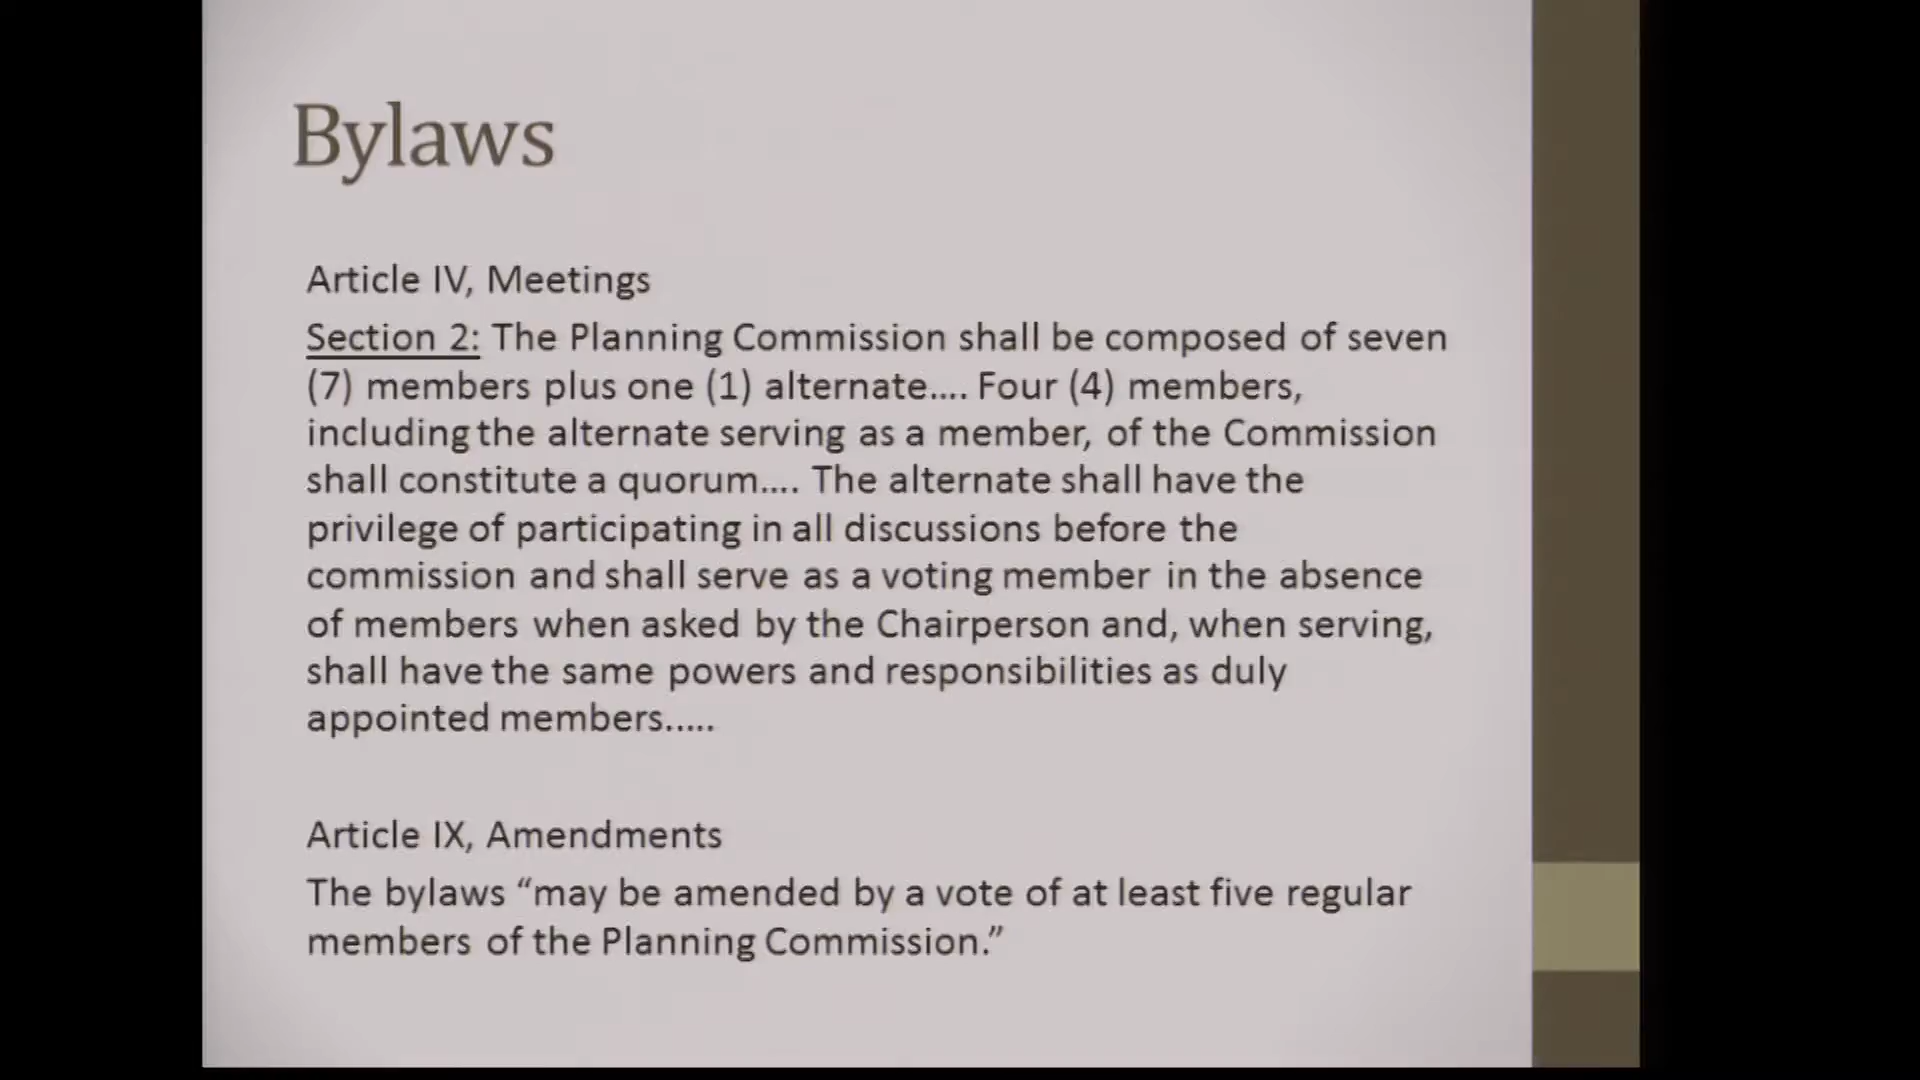 Bylaws
Article IV, Meetings
Section 2: The Planning Commission shall be composed of seven
(7) members plus one (1) alternate.... Four (4) members,
including the alternate serving as a member, of the Commission
shall constitute a quorum.... The alternate shall have the
privilege of participating in all discussions before the
commission and shall serve as a voting member in the absence
of members when asked by the Chairperson and, when serving,
shall have the same powers and responsibilities as duly
appointed members.....
Article IX, Amendments
The bylaws “may be amended by a vote of at least five regular
members of the Planning Commission.”